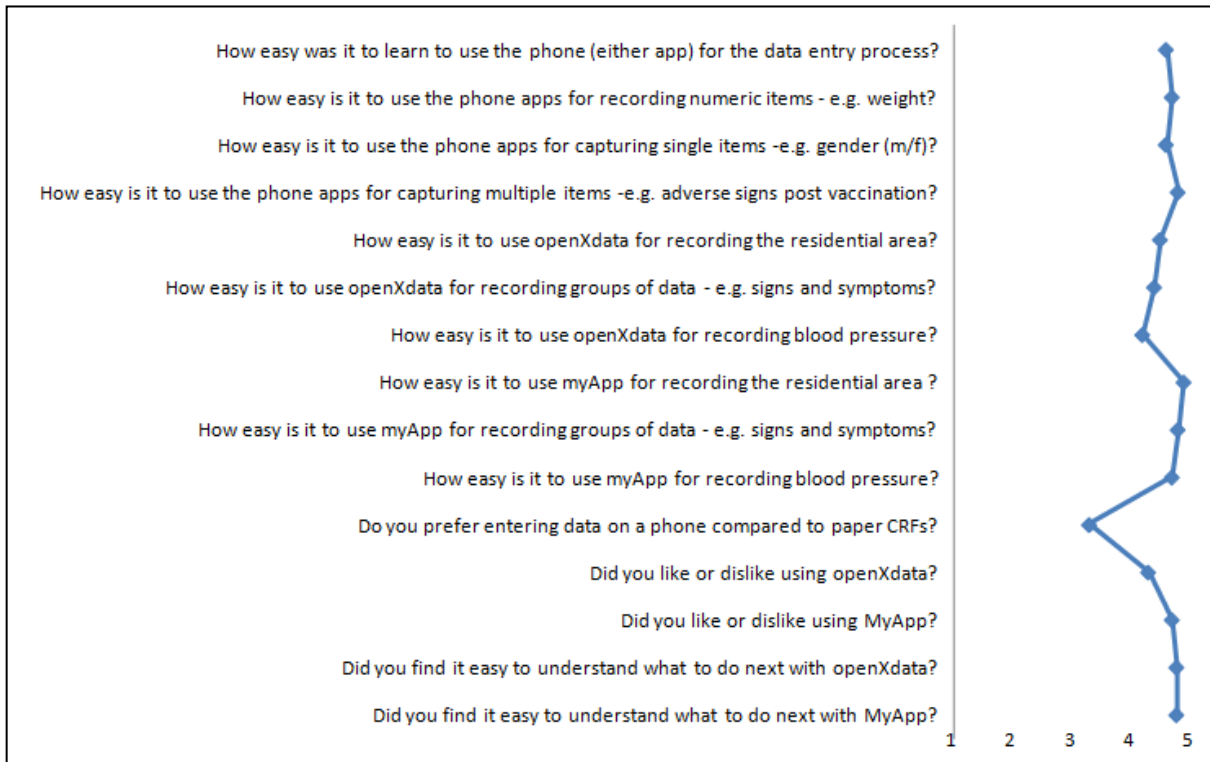 How easy was it to learn to use the phone (either app) for the data entry process?
How easy is it to use the phone apps for recording numeric items - e.g. weight?
How easy is it to use the phone apps for capturing single items -e.g. gender (m/f)?
How easy is it to use the phone apps for capturing multiple items -e.g. adverse signs post vaccination?
How easy is it to use openXdata for recording the residential area?
How easy is it to use openXdata for recording groups of data - e.g. signs and symptoms?
How easy is it to use openXdata for recording blood pressure?
How easy is it to use myApp for recording the residential area ?
How easy is it to use myApp for recording groups of data - e.g. signs and symptoms?
How easy is it to use myApp for recording blood pressure?
Do you prefer entering data on a phone compared to paper CRFs?
Did you like or dislike using openXdata?
Did you like or dislike using MyApp?
Did you find it easy to understand what to do next with openXdata?
Did you find it easy to understand what to do next with MyApp?
1 2 3 4 5